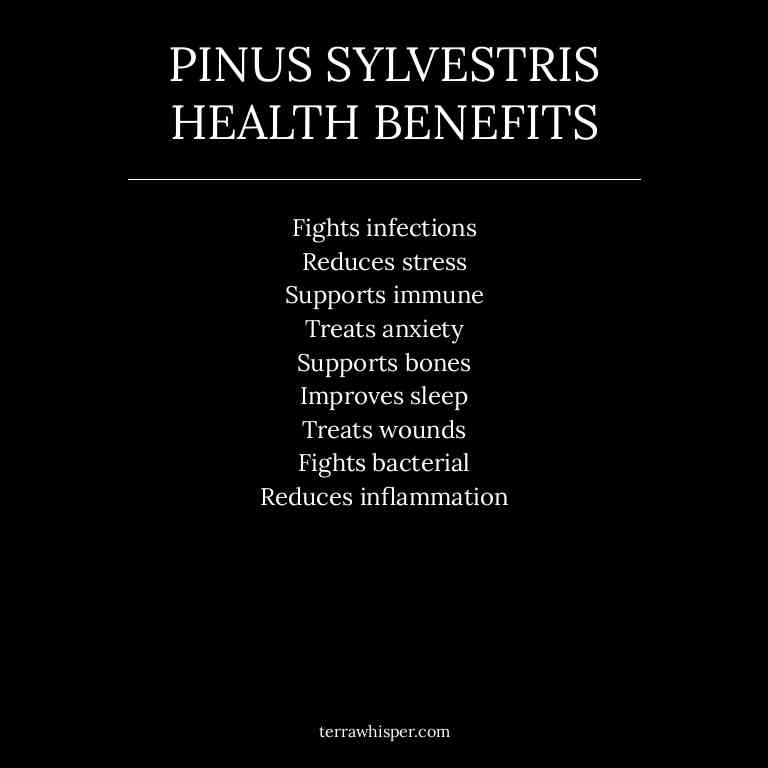 PINUS SYLVESTRIS
HEALTH BENEFITS
Fights infections
Reduces stress
Supports immune
Treats anxiety
Supports bones
Improves sleep
Treats wounds
Fights bacterial
Reduces inflammation
terrawhisper.com